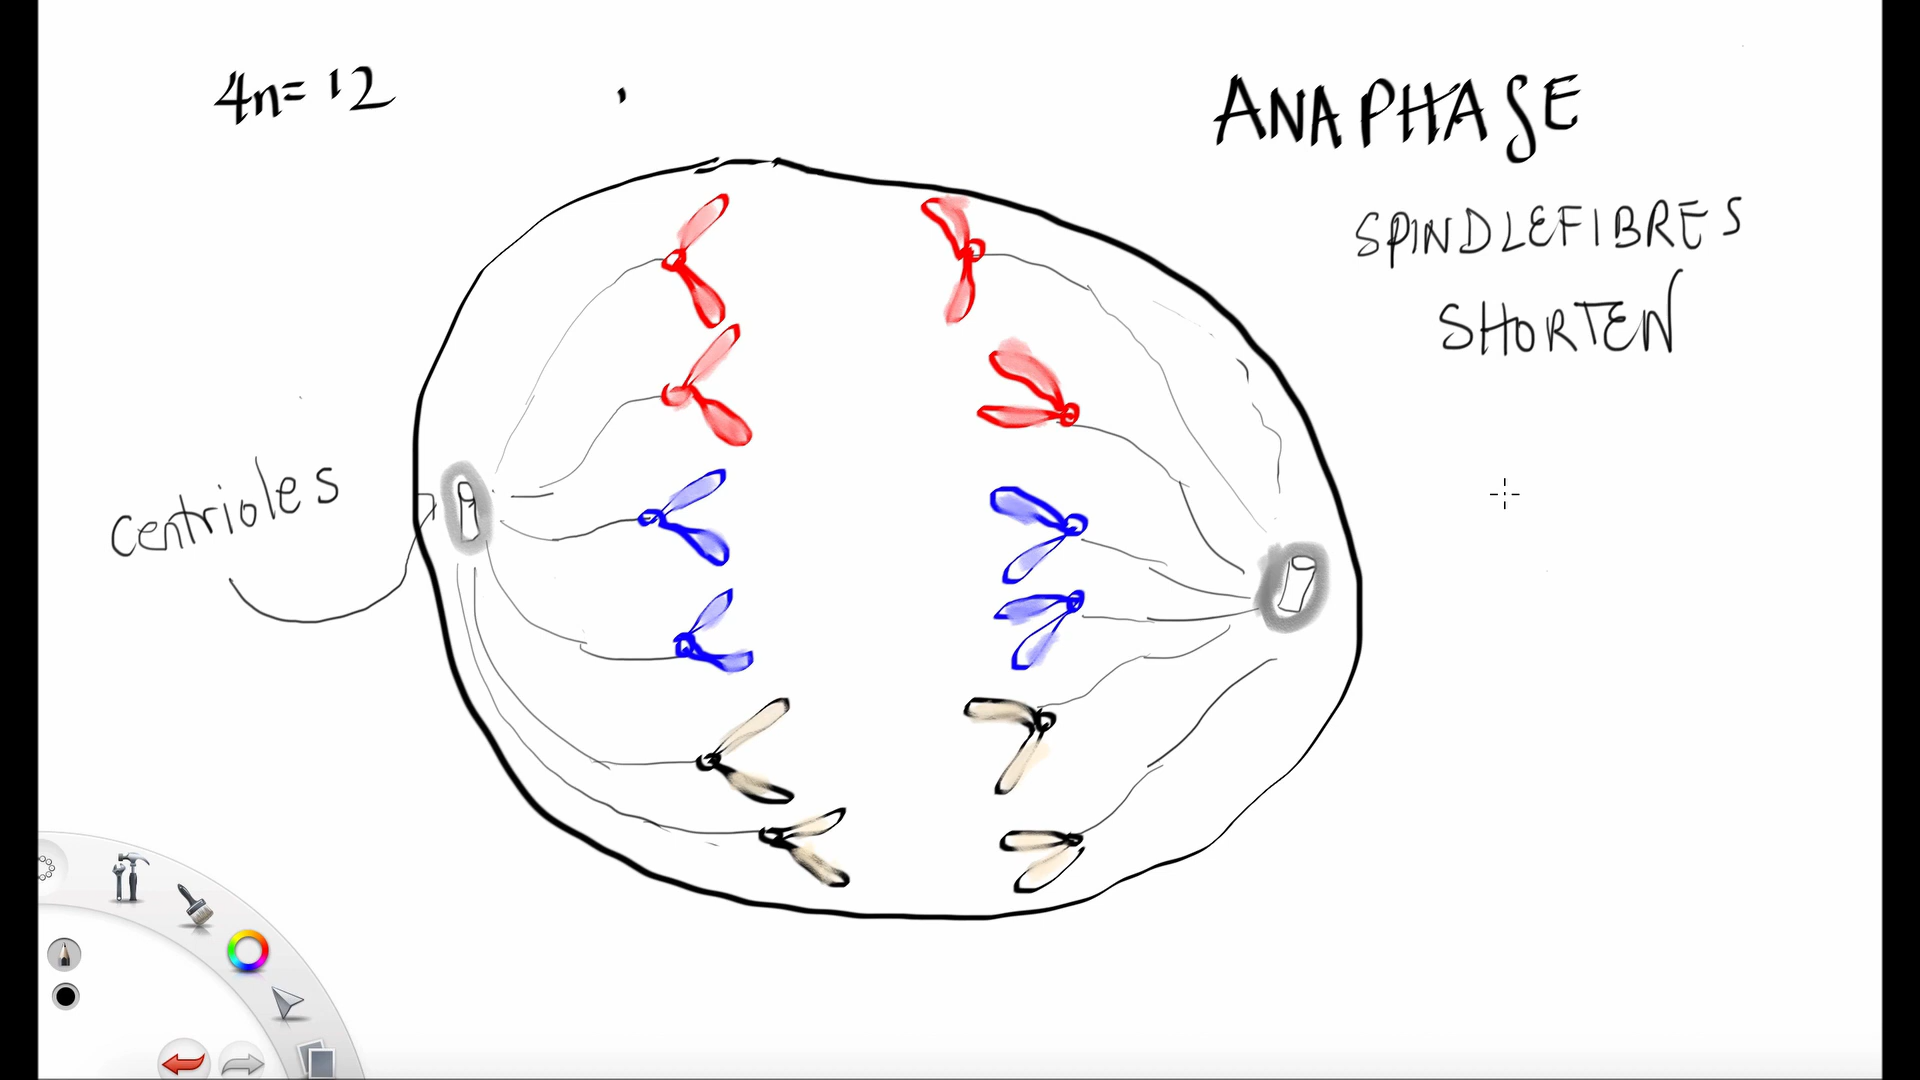 4n=12
ANAPHASE
SPINDLEFIBRES
SHORTEN
centrioles